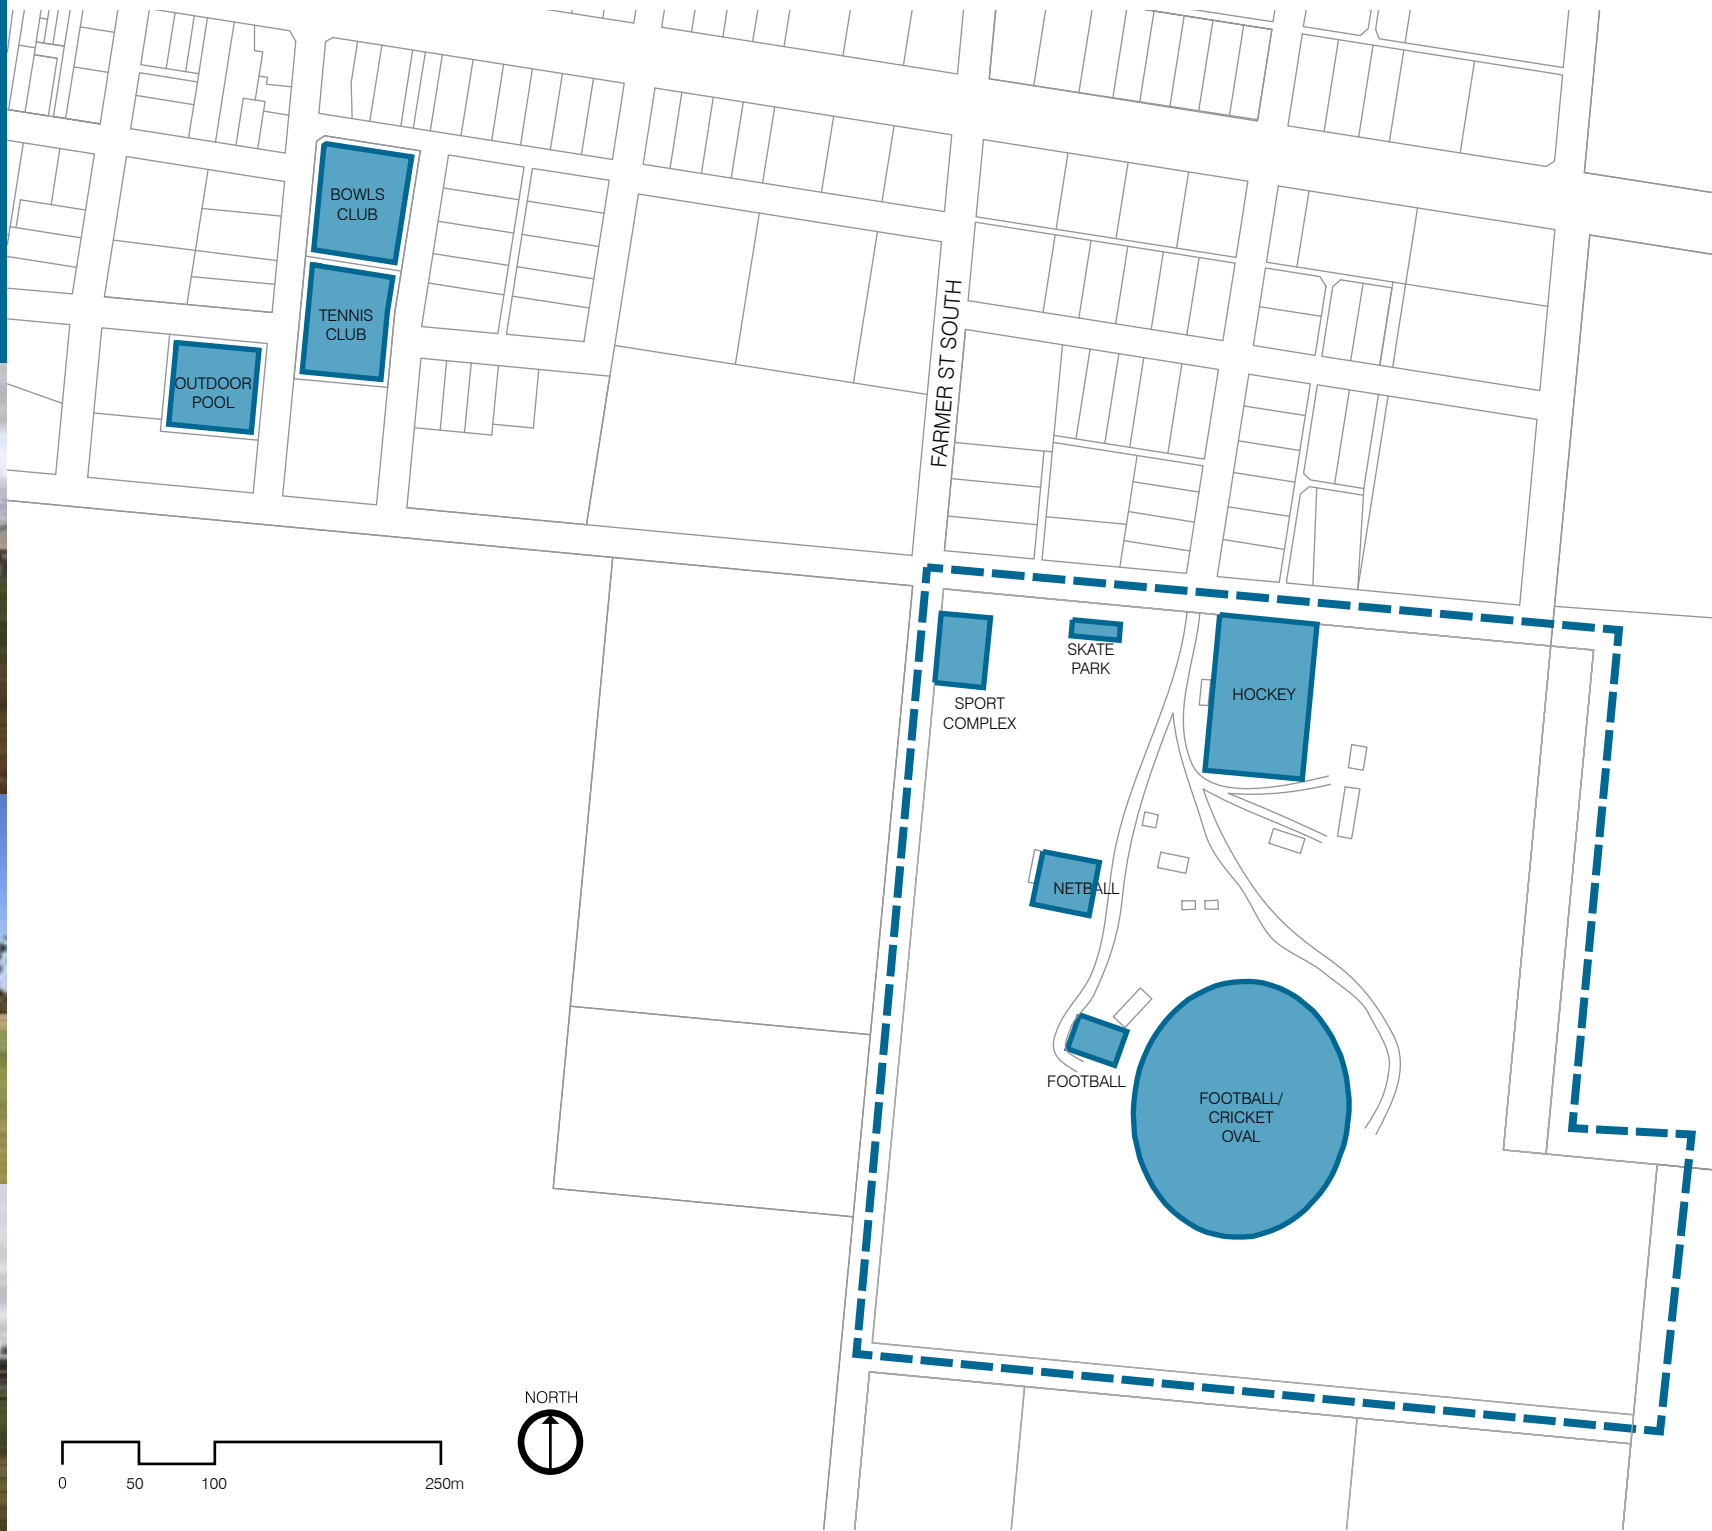 BOWLS
CLUB
TENNIS
CLUB
OUTDOOR
POOL
FARMER ST SOUTH
SPORT
COMPLEX
SKATE
PARK
HOCKEY
NETBALL
FOOTBALL
FOOTBALL/
CRICKET
OVAL
NORTH
0 50 100 250m